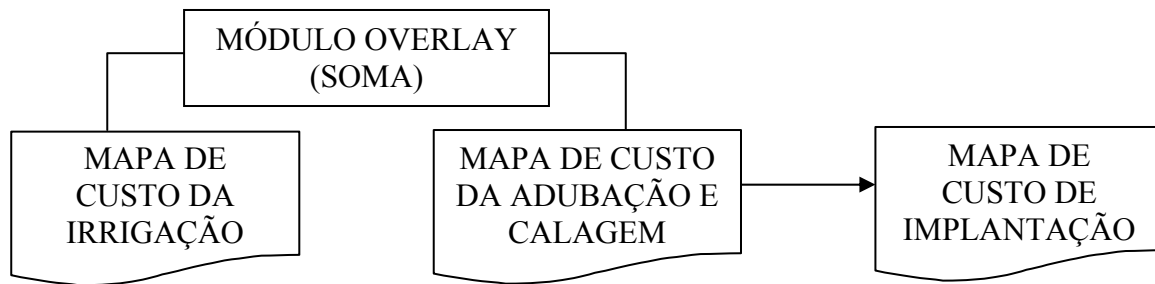 MÓDULO OVERLAY
(SOMA)
MAPA DE
CUSTO DA
IRRIGAÇÃO
MAPA DE CUSTO
DA ADUBAÇÃO E
CALAGEM
MAPA DE
CUSTO DE
IMPLANTAÇÃO